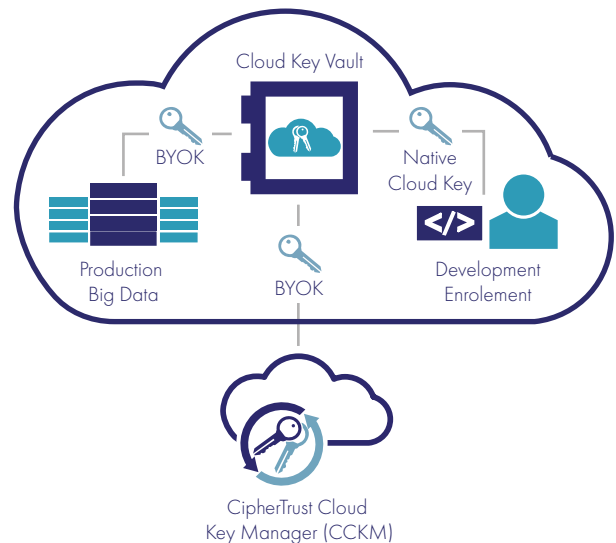 Cloud Key Vault
BYOK
Native
Cloud Key
</>
Production
Big Data
BYOK
Development
Enrolement
CipherTrust Cloud
Key Manager (CCKM)